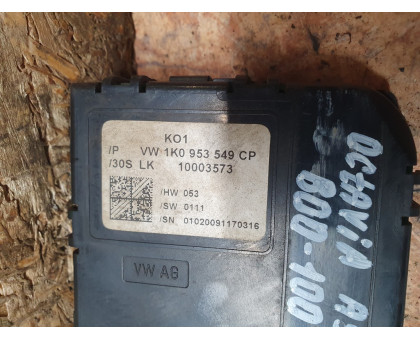 KO1
/P VW 1K0 953 549 CP
/30S LK 10003573
/HW 053
/SW 0111
/SN 01020091170316
VW AG
OCTAVIA A5
800-100